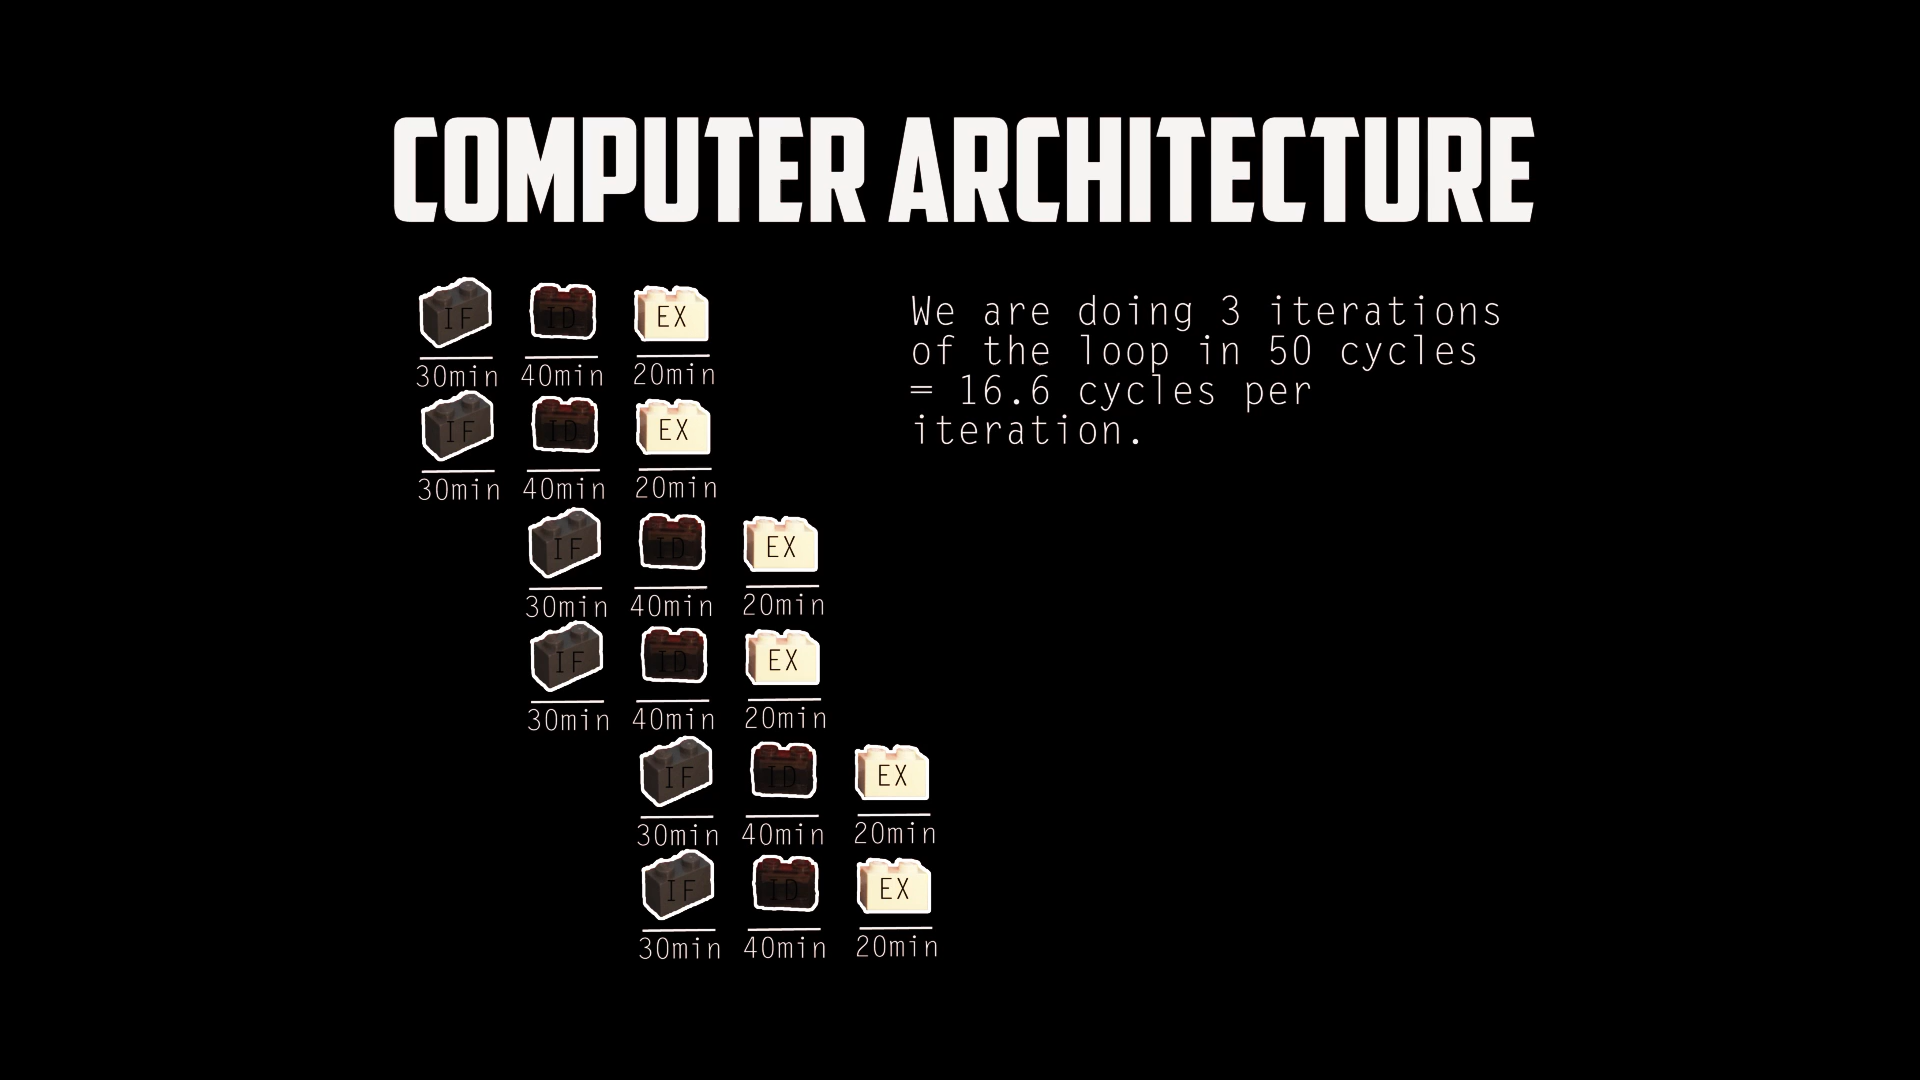 COMPUTER ARCHITECTURE
IF ID EX
30min 40min 20min
IF ID EX
30min 40min 20min
IF ID EX
30min 40min 20min
IF ID EX
30min 40min 20min
IF ID EX
30min 40min 20min
IF ID EX
30min 40min 20min
We are doing 3 iterations
of the loop in 50 cycles
= 16.6 cycles per
iteration.